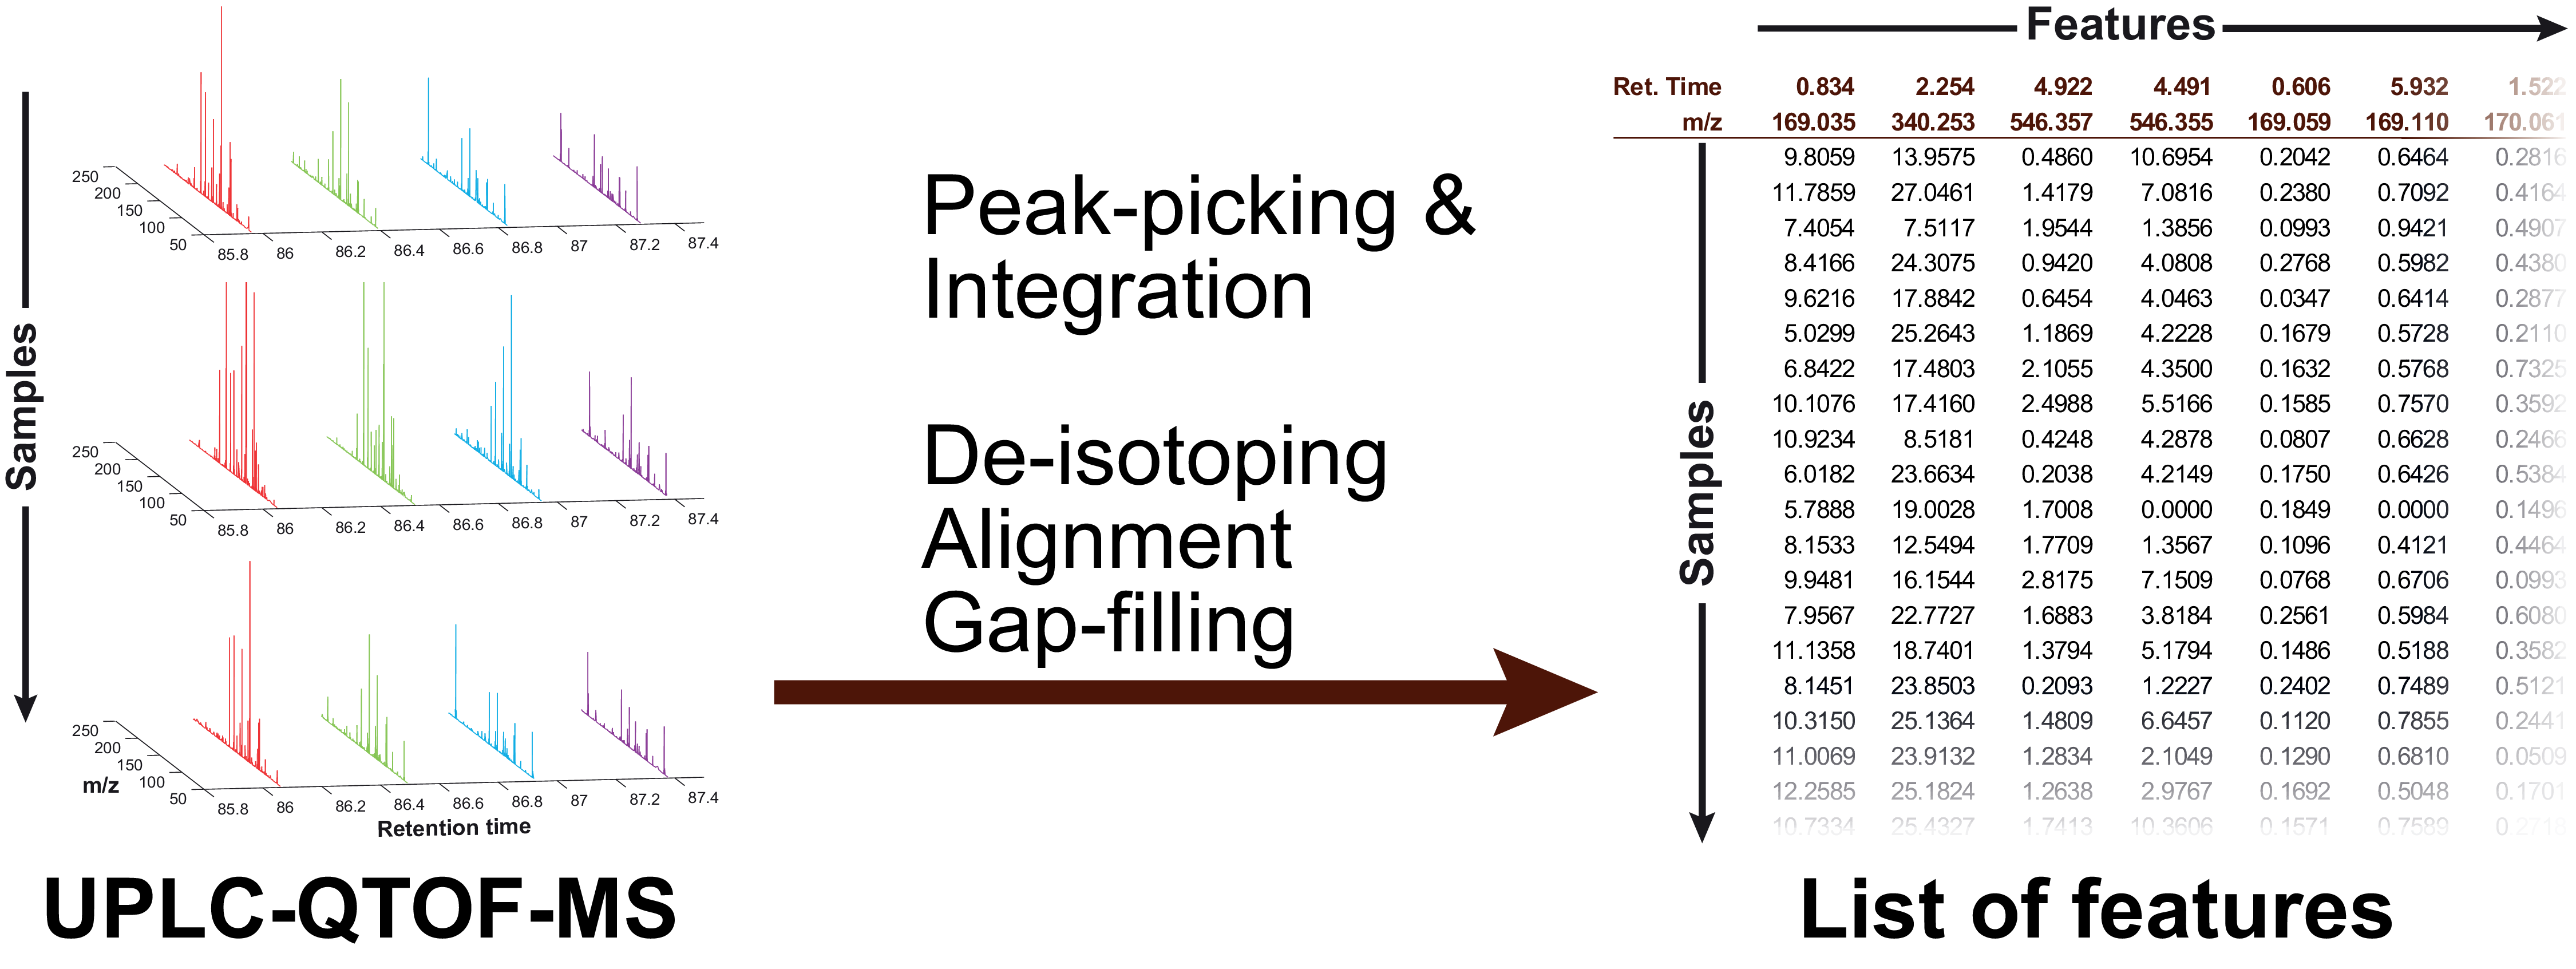 Samples
250
200
150
100
50
85.8 86 86.2 86.4 86.6 86.8 87 87.2 87.4
250
200
150
100
50
85.8 86 86.2 86.4 86.6 86.8 87 87.2 87.4
250
200
150
100
50
m/z
85.8 86 86.2 86.4 86.6 86.8 87 87.2 87.4
Retention time
UPLC-QTOF-MS
Peak-picking &
Integration
De-isotoping
Alignment
Gap-filling
Features
Ret. Time 0.834 2.254 4.922 4.491 0.606 5.932 1.522
m/z 169.035 340.253 546.357 546.355 169.059 169.110 170.061
Samples
9.8059 13.9575 0.4860 10.6954 0.2042 0.6464 0.2816
11.7859 27.0461 1.4179 7.0816 0.2380 0.7092 0.4164
7.4054 7.5117 1.9544 1.3856 0.0993 0.9421 0.4907
8.4166 24.3075 0.9420 4.0808 0.2768 0.5982 0.4380
9.6216 17.8842 0.6454 4.0463 0.0347 0.6414 0.2877
5.0299 25.2643 1.1869 4.2228 0.1679 0.5728 0.2110
6.8422 17.4803 2.1055 4.3500 0.1632 0.5768 0.7325
10.1076 17.4160 2.4988 5.5166 0.1585 0.7570 0.3592
10.9234 8.5181 0.4248 4.2878 0.0807 0.6628 0.2466
6.0182 23.6634 0.2038 4.2149 0.1750 0.6426 0.5384
5.7888 19.0028 1.7008 0.0000 0.1849 0.0000 0.1496
8.1533 12.5494 1.7709 1.3567 0.1096 0.4121 0.4464
9.9481 16.1544 2.8175 7.1509 0.0768 0.6706 0.0993
7.9567 22.7727 1.6883 3.8184 0.2561 0.5984 0.6080
11.1358 18.7401 1.3794 5.1794 0.1486 0.5188 0.3582
8.1451 23.8503 0.2093 1.2227 0.2402 0.7489 0.5121
10.3150 25.1364 1.4809 6.6457 0.1120 0.7855 0.2441
11.0069 23.9132 1.2834 2.1049 0.1290 0.6810 0.0509
12.2585 25.1824 1.2638 2.9767 0.1692 0.5048 0.1701
10.7334 25.4327 1.7413 10.3606 0.1571 0.7589
List of features